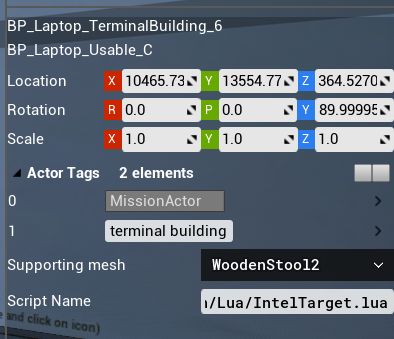 BP_Laptop_TerminalBuilding_6
BP_Laptop_Usable_C
Location X 10465.73 Y 13554.77 Z 364.5270
Rotation R 0.0 P 0.0 Y 89.99995
Scale X 1.0 Y 1.0 Z 1.0
Actor Tags 2 elements
0 MissionActor
1 terminal building
Supporting mesh WoodenStool2
Script Name /Lua/IntelTarget.lua
and click on icon)